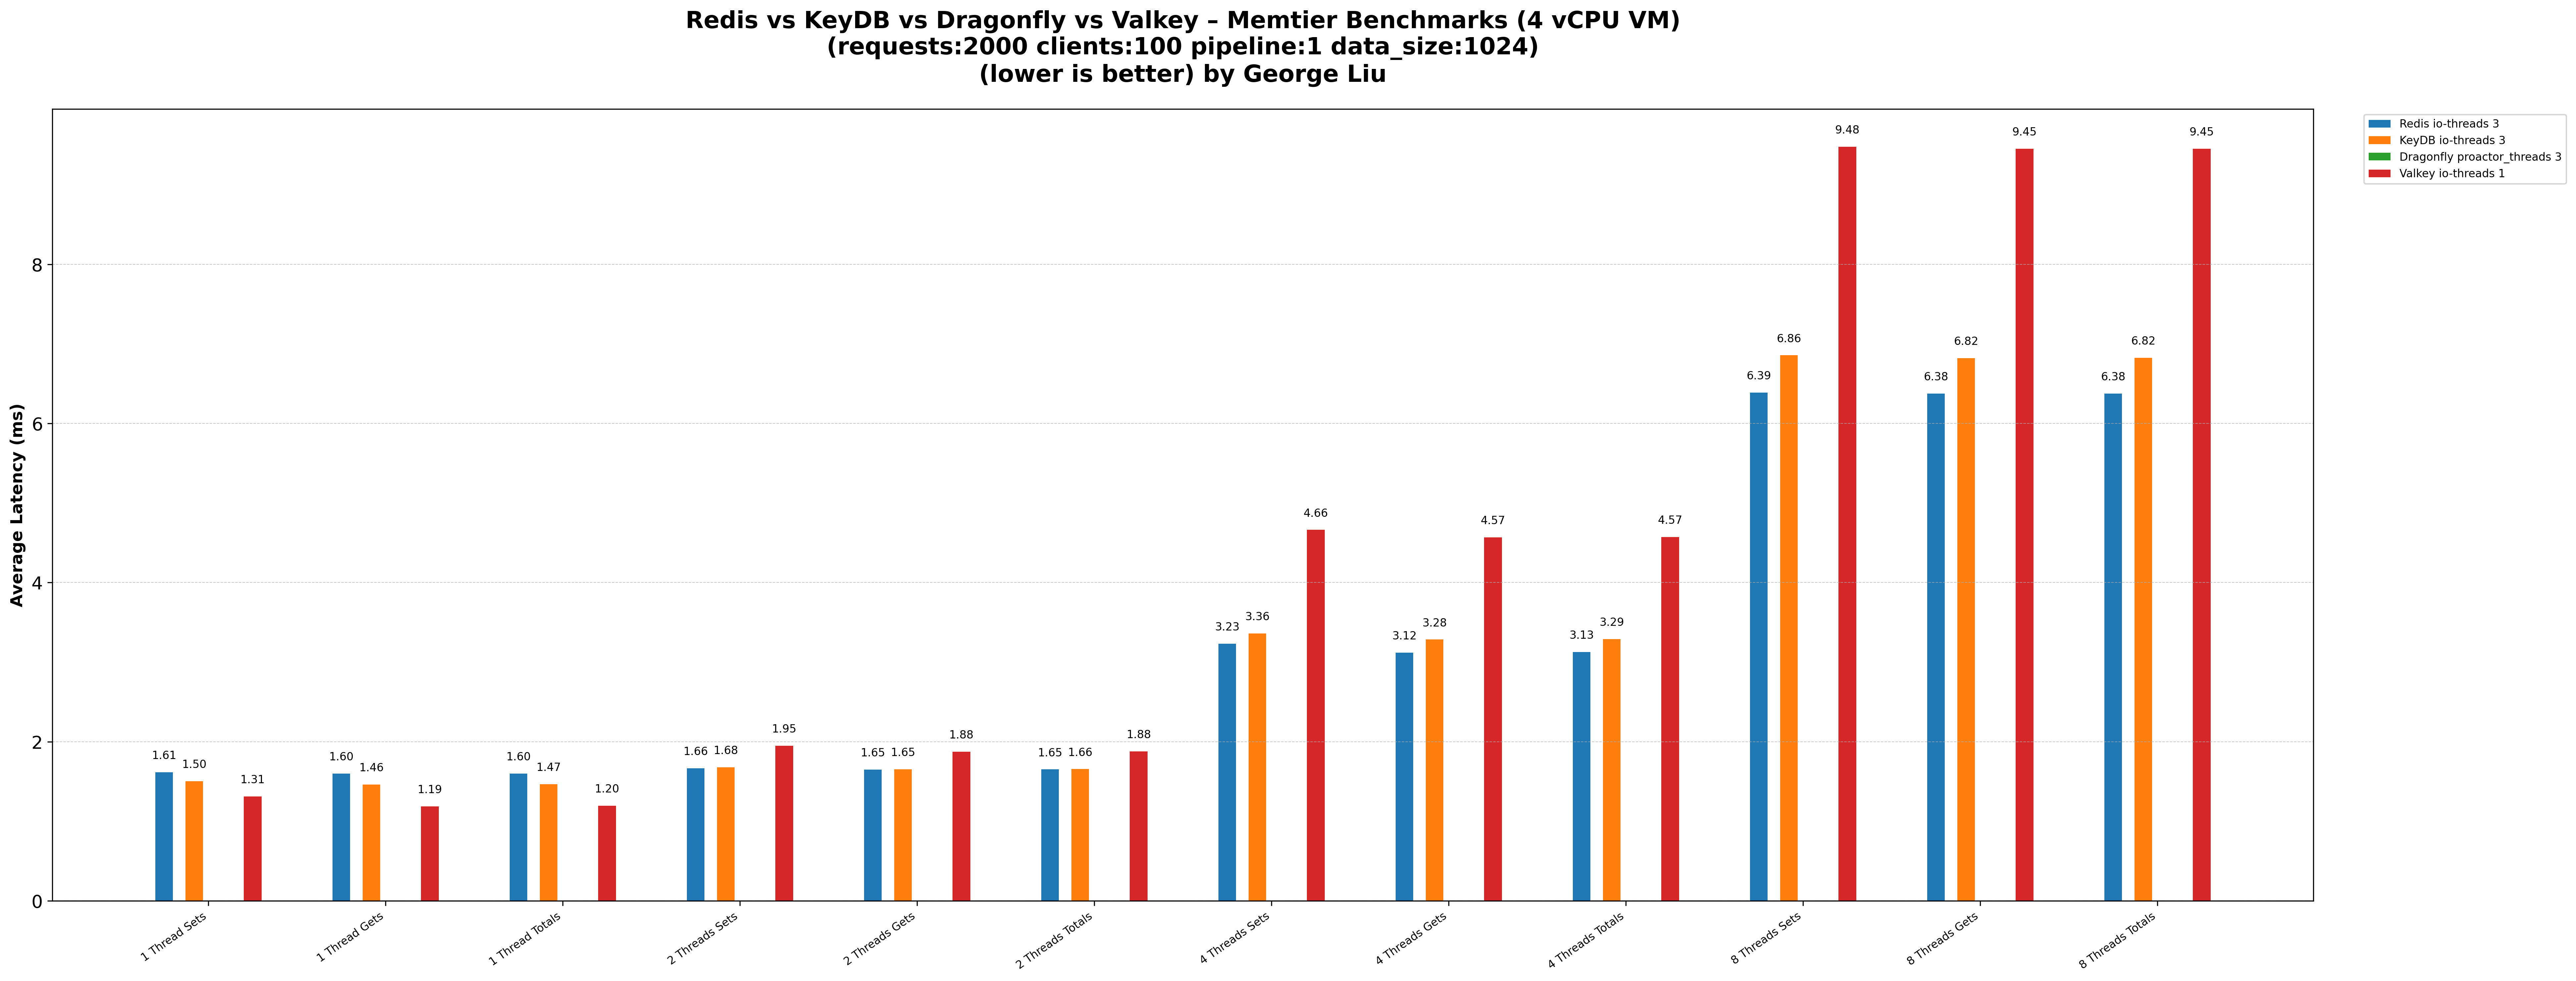 Redis vs KeyDB vs Dragonfly vs Valkey – Memtier Benchmarks (4 vCPU VM)
(requests:2000 clients:100 pipeline:1 data_size:1024)
(lower is better) by George Liu
Redis io-threads 3
KeyDB io-threads 3
Dragonfly proactor_threads 3
Valkey io-threads 1
Average Latency (ms)
8
6
4
2
0
1.61 1.50 1.31
1.60 1.46 1.19
1.60 1.47 1.20
1.66 1.68 1.95
1.65 1.65 1.88
1.65 1.66 1.88
3.23 3.36 4.66
3.12 3.28 4.57
3.13 3.29 4.57
6.39 6.86 9.48
6.38 6.82 9.45
6.38 6.82 9.45
1 Thread Sets
1 Thread Gets
1 Thread Totals
2 Threads Sets
2 Threads Gets
2 Threads Totals
4 Threads Sets
4 Threads Gets
4 Threads Totals
8 Threads Sets
8 Threads Gets
8 Threads Totals